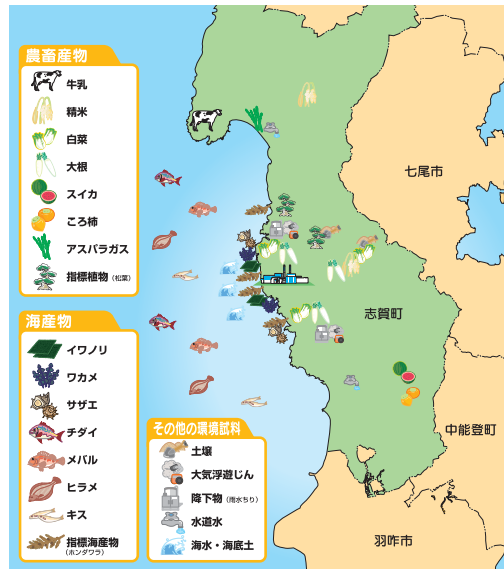 農畜産物
牛乳
精米
白菜
大根
スイカ
ころ柿
アスパラガス
指標植物(松葉)
海産物
イワノリ
ワカメ
サザエ
チダイ
メバル
ヒラメ
キス
指標海産物
(ホンダワラ)
その他の環境試料
土壌
大気浮遊じん
降下物(雨水ちり)
水道水
海水・海底土
七尾市
志賀町
中能登町
羽咋市